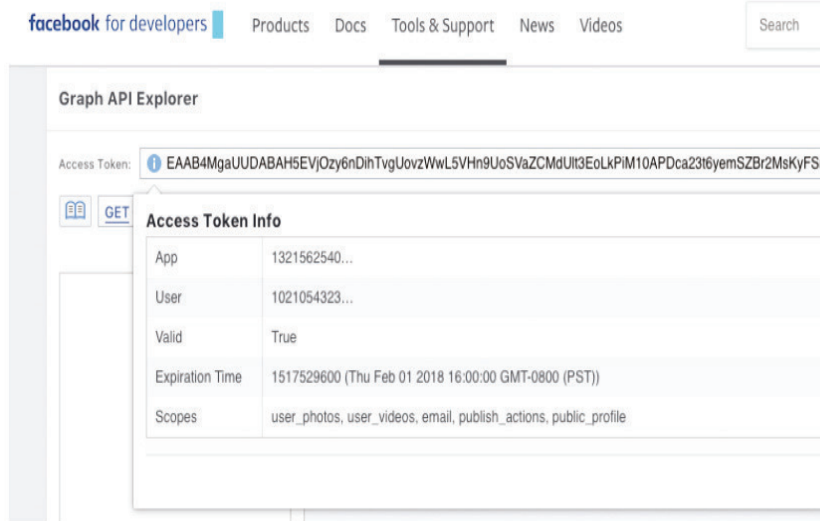 facebook for developers Products Docs Tools & Support News Videos Search
Graph API Explorer
Access Token: EAAB4MgaUUDABAH5EVjOzy6nDihTvgUovzWwL5VHn9UoSVaZCMdUlt3EoLkPiM10APDca23t6yemSZBr2MsKyFS
GET
Access Token Info
App 1321562540...
User 1021054323...
Valid True
Expiration Time 1517529600 (Thu Feb 01 2018 16:00:00 GMT-0800 (PST))
Scopes user_photos, user_videos, email, publish_actions, public_profile